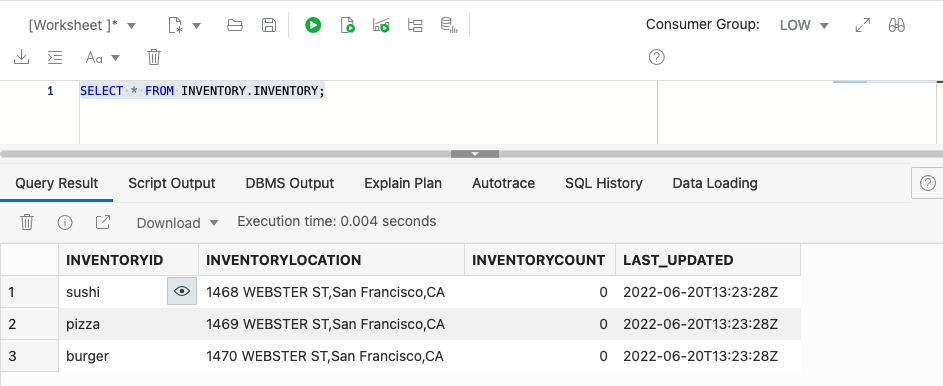 [Worksheet ]* Consumer Group: LOW
Aa
1 SELECT * FROM INVENTORY.INVENTORY;
Query Result Script Output DBMS Output Explain Plan Autotrace SQL History Data Loading
Download Execution time: 0.004 seconds
INVENTORYID INVENTORYLOCATION INVENTORYCOUNT LAST_UPDATED
1 sushi 1468 WEBSTER ST,San Francisco,CA 0 2022-06-20T13:23:28Z
2 pizza 1469 WEBSTER ST,San Francisco,CA 0 2022-06-20T13:23:28Z
3 burger 1470 WEBSTER ST,San Francisco,CA 0 2022-06-20T13:23:28Z